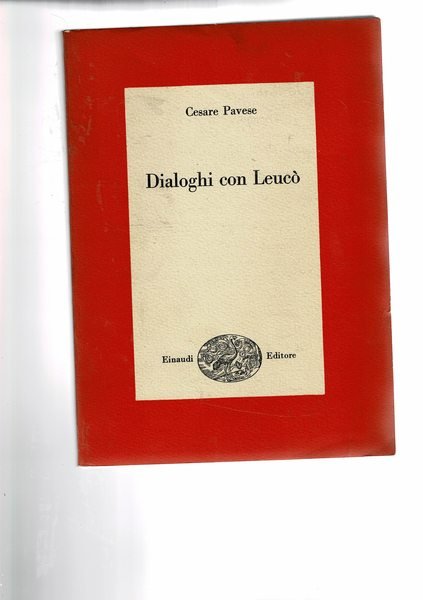 Cesare Pavese
Dialoghi con Leucò
Einaudi Editore